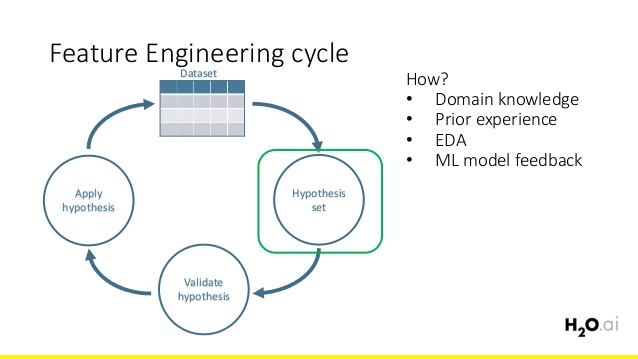 Feature Engineering cycle
Dataset
How?
• Domain knowledge
• Prior experience
• EDA
• ML model feedback
Apply
hypothesis
Hypothesis
set
Validate
hypothesis
H2O.ai